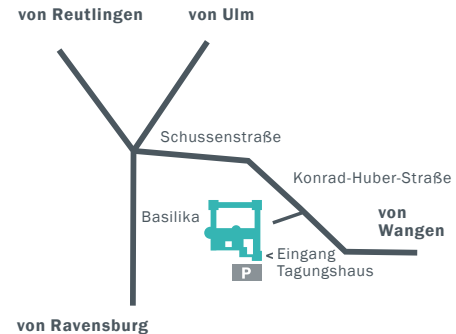 von Reutlingen
von Ulm
Schussenstraße
Konrad-Huber-Straße
Basilika
von
Wangen
< Eingang
Tagungshaus
P
von Ravensburg